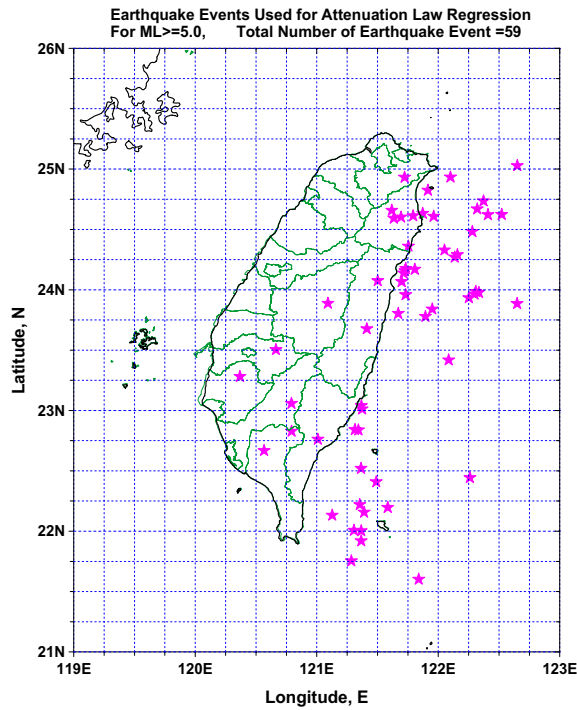 Earthquake Events Used for Attenuation Law Regression
For ML>=5.0, Total Number of Earthquake Event =59
26N
25N
24N
23N
22N
21N
Latitude, N
119E 120E 121E 122E 123E
Longitude, E